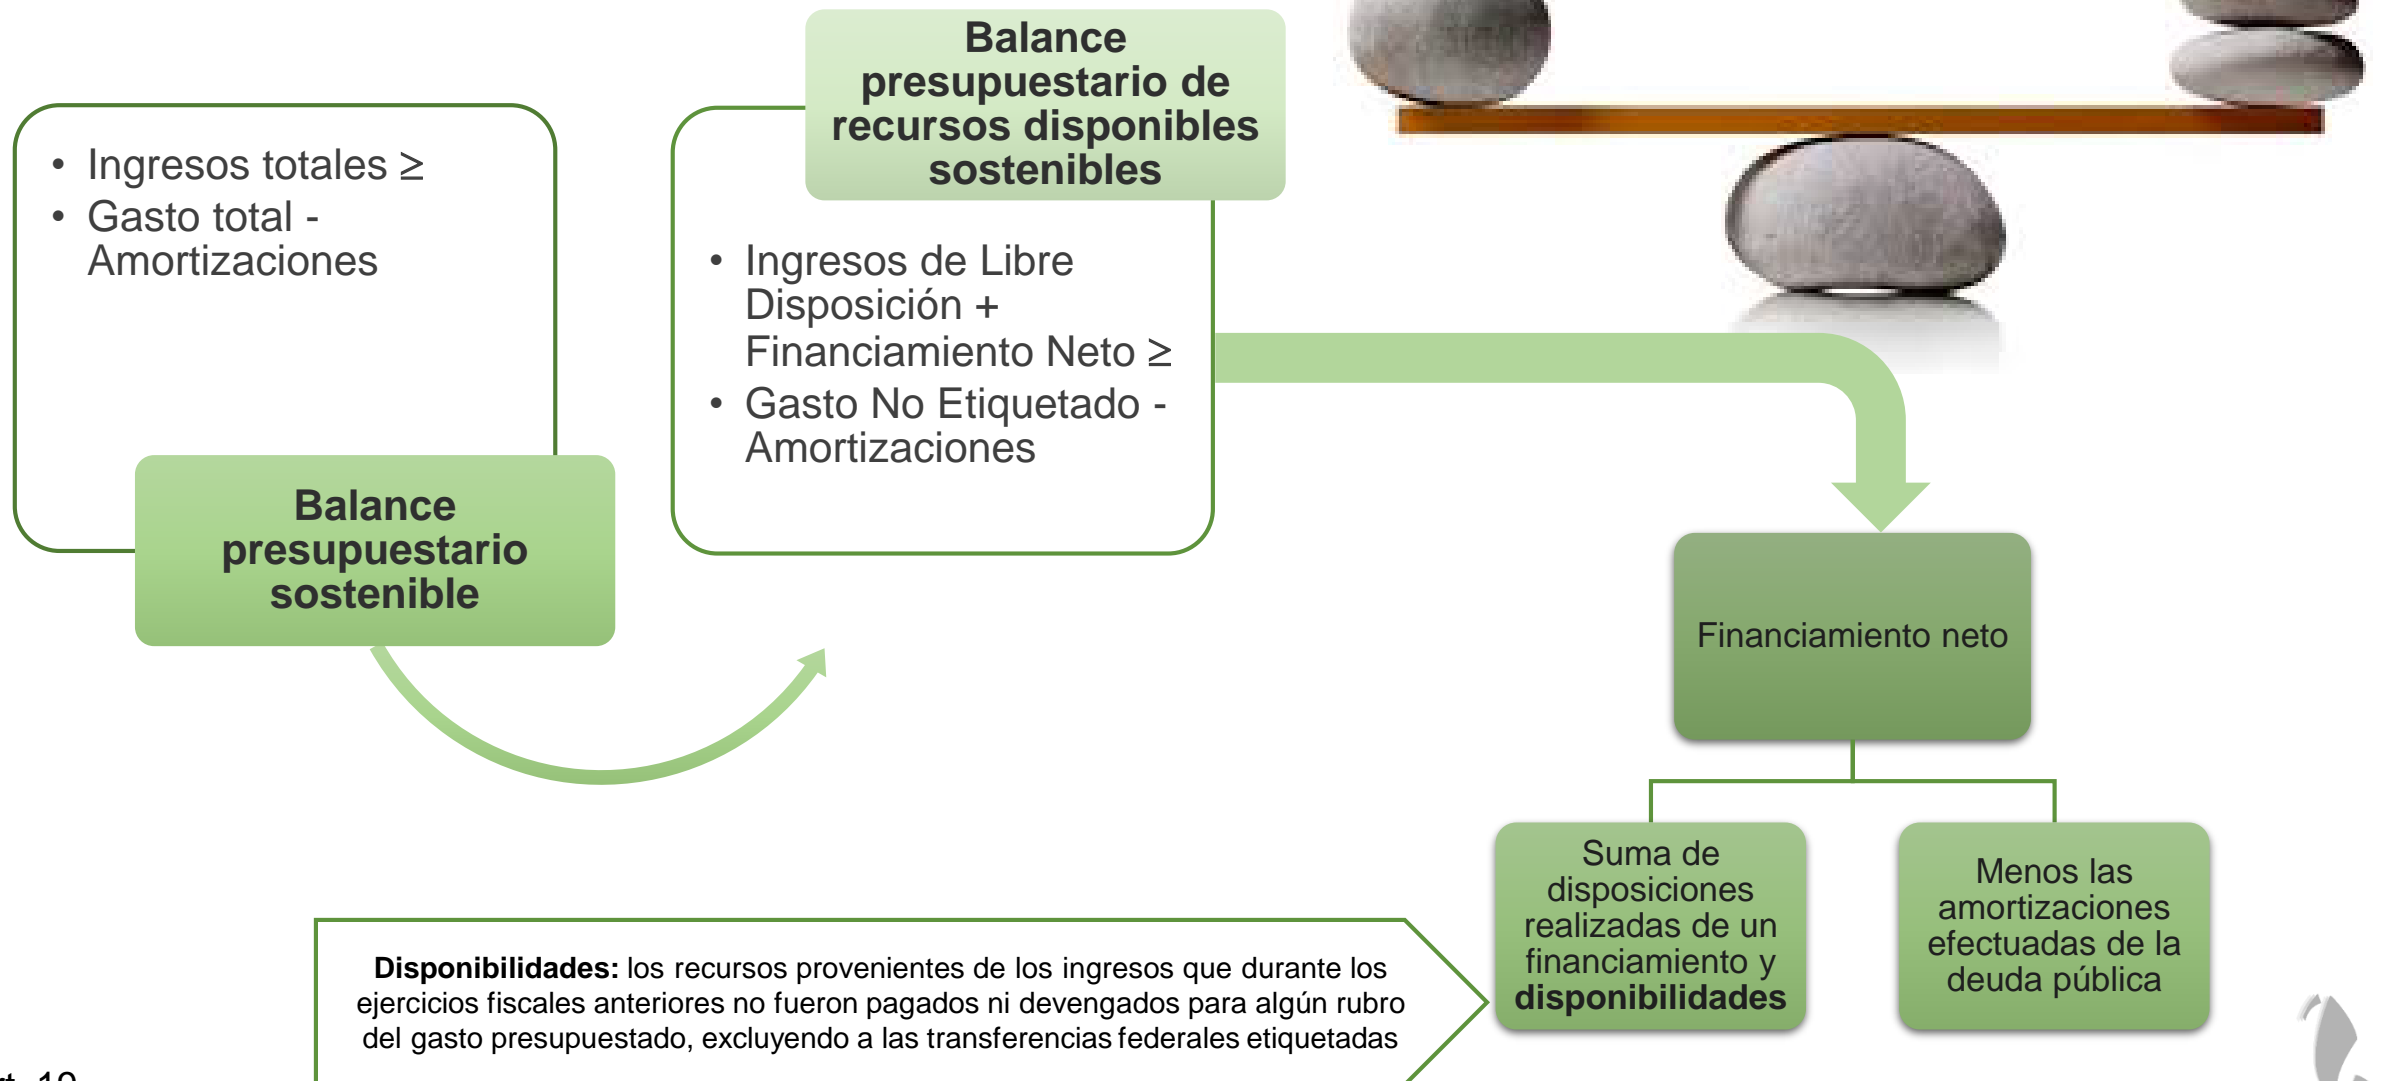 • Ingresos totales ≥
• Gasto total -
Amortizaciones
Balance
presupuestario
sostenible
Balance
presupuestario de
recursos disponibles
sostenibles
• Ingresos de Libre
Disposición +
Financiamiento Neto ≥
• Gasto No Etiquetado -
Amortizaciones
Financiamiento neto
Suma de
disposiciones
realizadas de un
financiamiento y
disponibilidades
Menos las
amortizaciones
efectuadas de la
deuda pública
Disponibilidades: los recursos provenientes de los ingresos que durante los
ejercicios fiscales anteriores no fueron pagados ni devengados para algún rubro
del gasto presupuestado, excluyendo a las transferencias federales etiquetadas